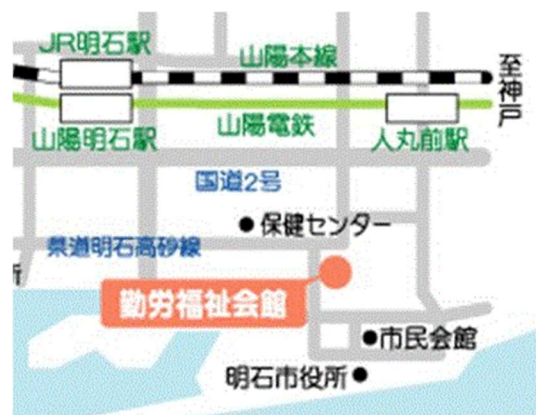 JR明石駅
山陽本線
至神戸
山陽明石駅
山陽電鉄
人丸前駅
国道2号
保健センター
県道明石高砂線
所
勤労福祉会館
市民会館
明石市役所